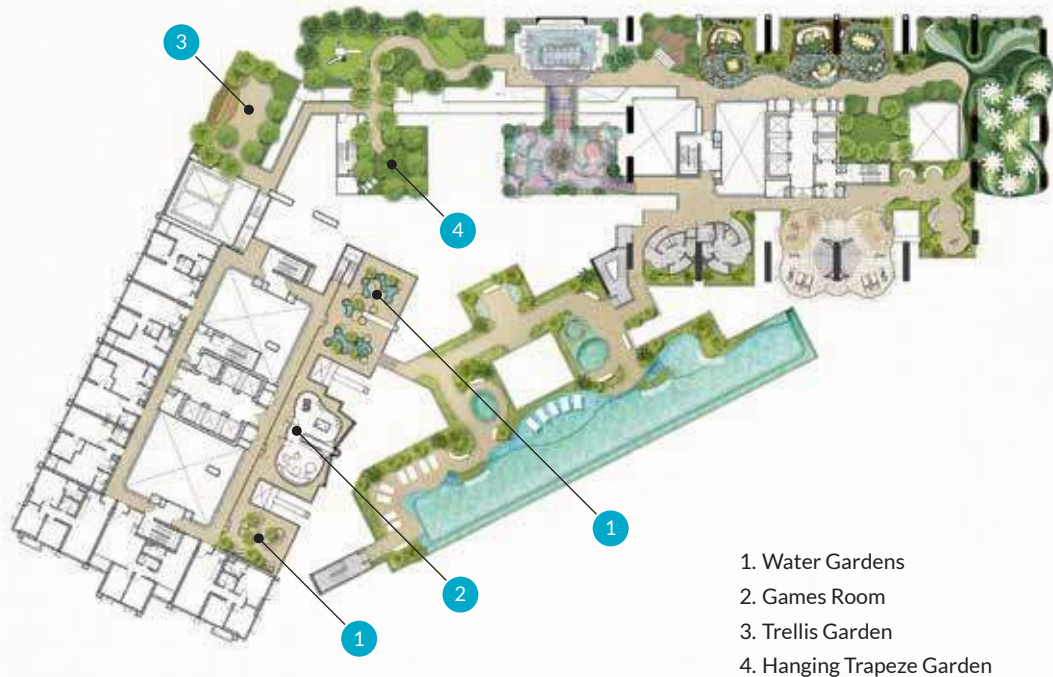 3
4
1
2
1
1. Water Gardens
2. Games Room
3. Trellis Garden
4. Hanging Trapeze Garden